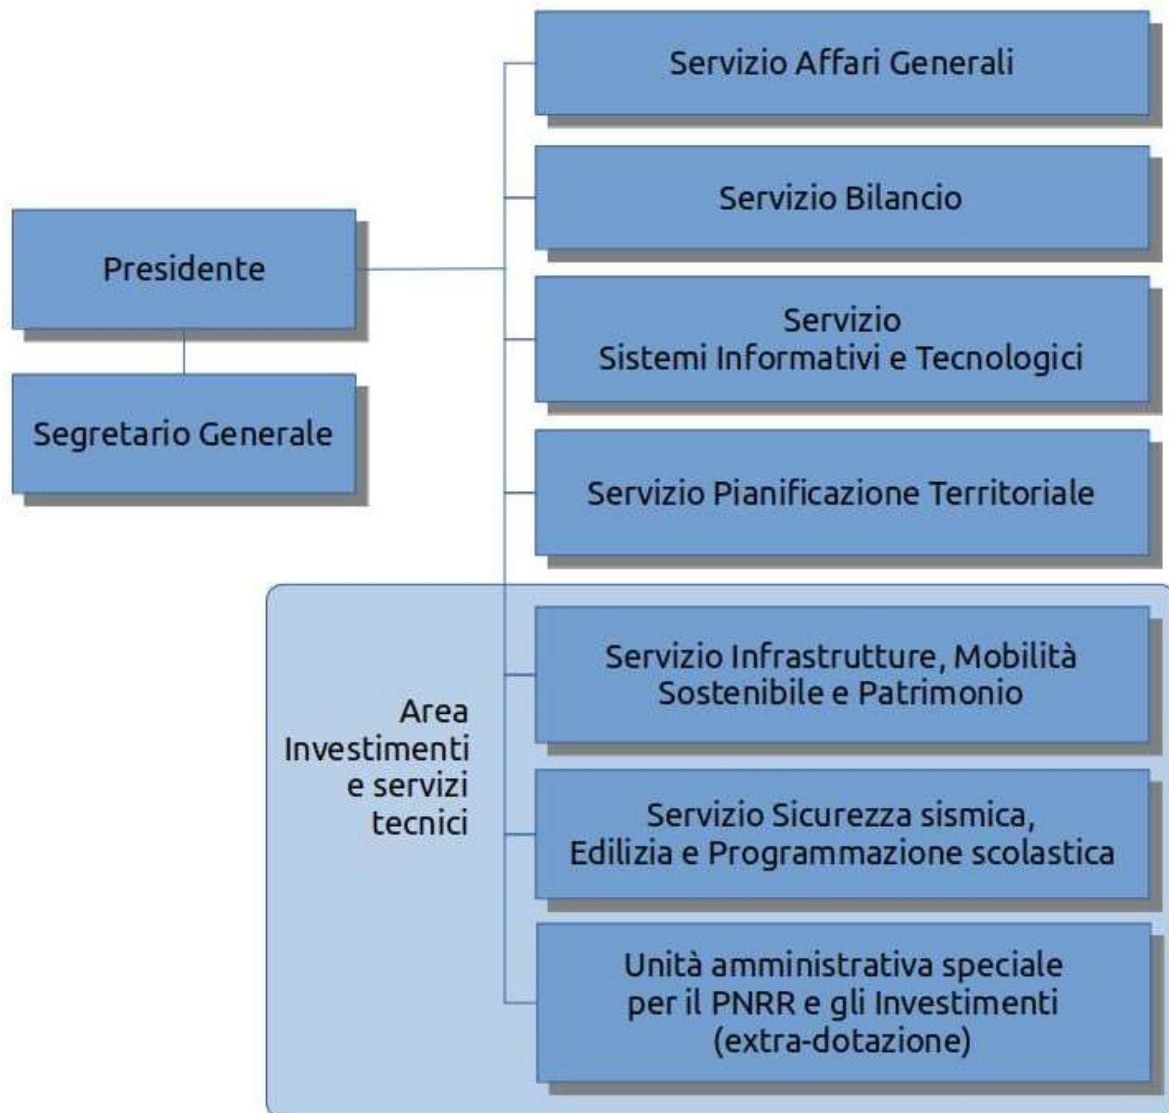 Presidente
Segretario Generale
Servizio Affari Generali
Servizio Bilancio
Servizio
Sistemi Informativi e Tecnologici
Servizio Pianificazione Territoriale
Area
Investimenti
e servizi
tecnici
Servizio Infrastrutture, Mobilità
Sostenibile e Patrimonio
Servizio Sicurezza sismica,
Edilizia e Programmazione scolastica
Unità amministrativa speciale
per il PNRR e gli Investimenti
(extra-dotazione)